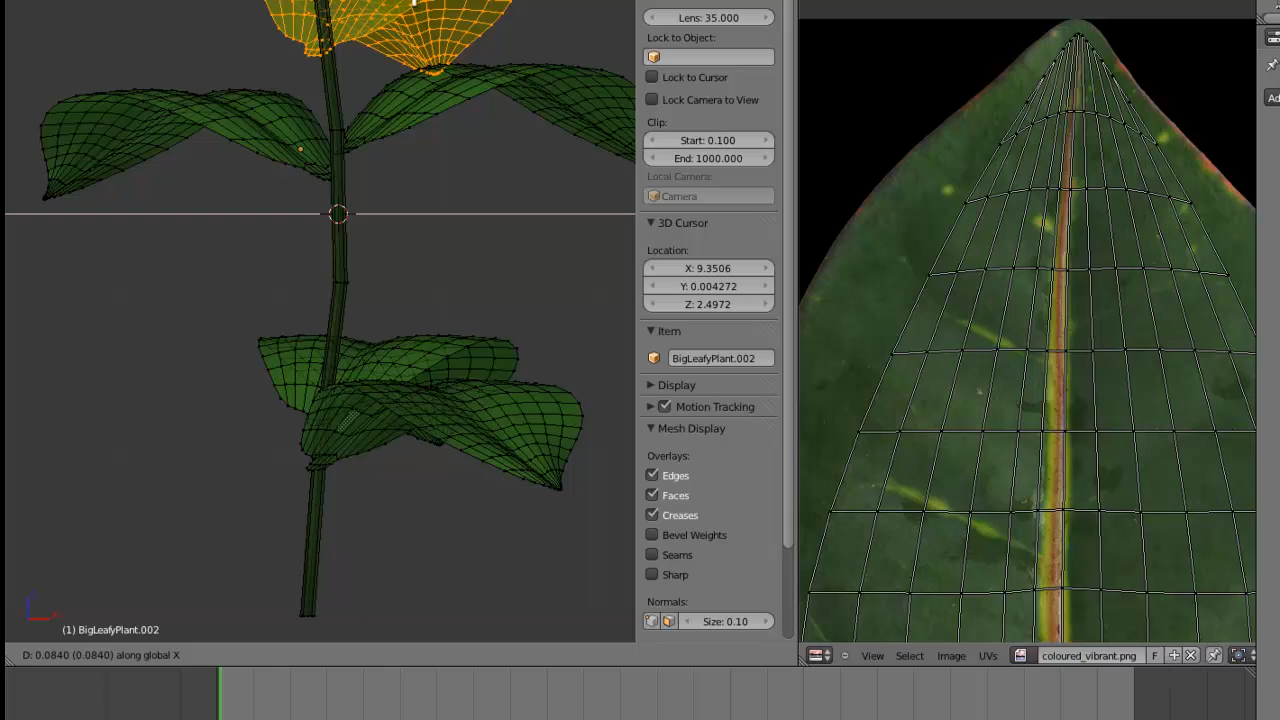 Lens: 35.000
Lock to Object:
Lock to Cursor
Lock Camera to View
Clip:
Start: 0.100
End: 1000.000
Local Camera:
Camera
3D Cursor
Location:
X: 9.3506
Y: 0.004272
Z: 2.4972
Item
BigLeafyPlant.002
Display
Motion Tracking
Mesh Display
Overlays:
Edges
Faces
Creases
Bevel Weights
Seams
Sharp
Normals:
Size: 0.10
Ad
(1) BigLeafyPlant.002
D: 0.0840 (0.0840) along global X
View Select Image UVs coloured_vibrant.png F